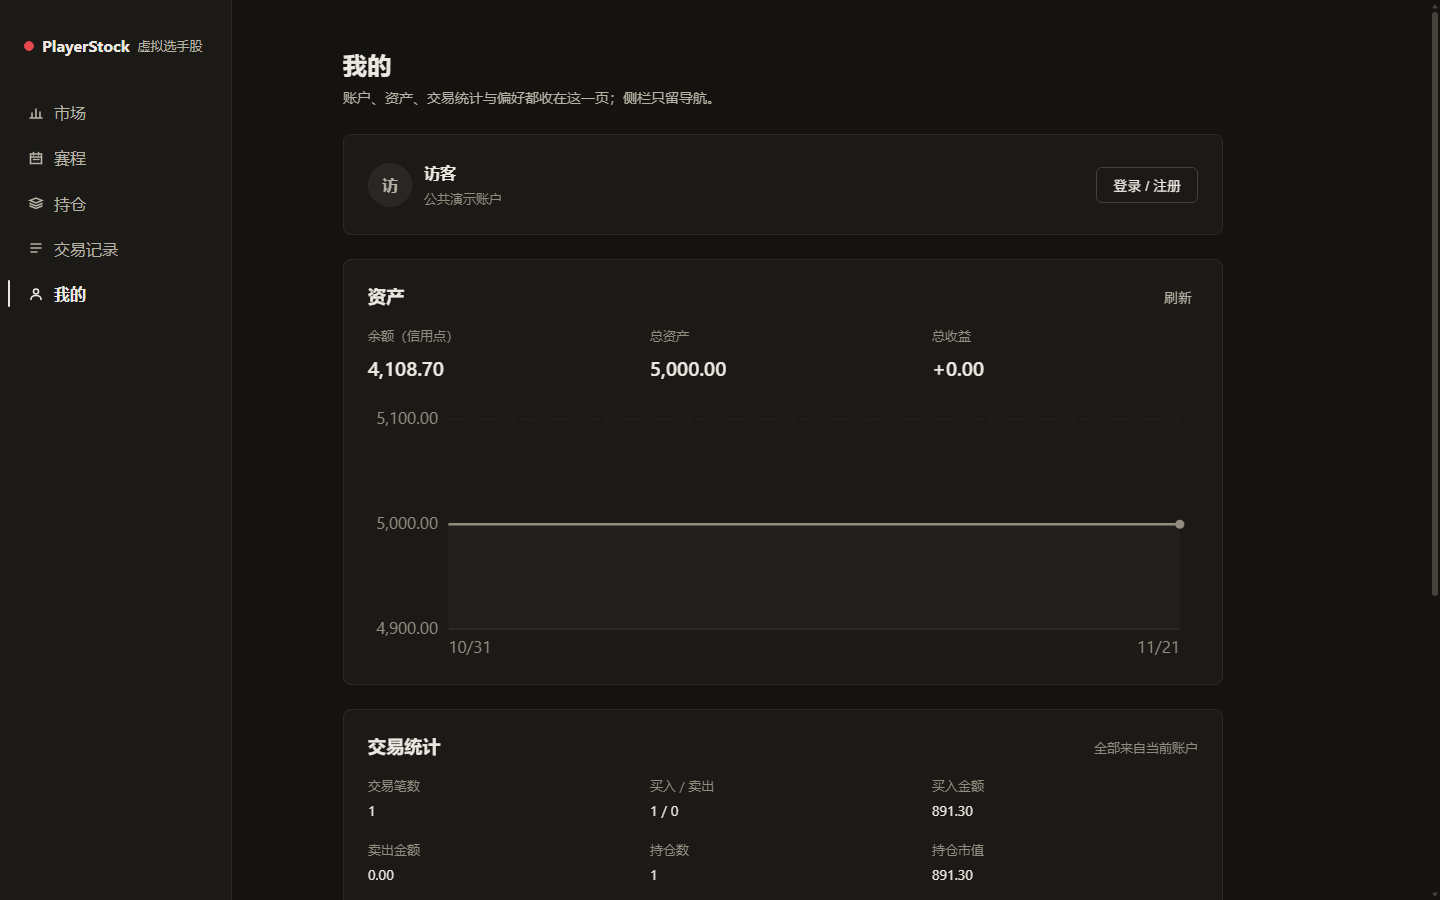 PlayerStock 虚拟选手股
市场
赛程
持仓
交易记录
我的
我的
账户、资产、交易统计与偏好都收在这一页；侧栏只留导航。
访
访客
公共演示账户
登录 / 注册
资产
刷新
余额（信用点）
总资产
总收益
4,108.70
5,000.00
+0.00
5,100.00
5,000.00
4,900.00
10/31
11/21
交易统计
全部来自当前账户
交易笔数
买入 / 卖出
买入金额
1
1 / 0
891.30
卖出金额
持仓数
持仓市值
0.00
1
891.30